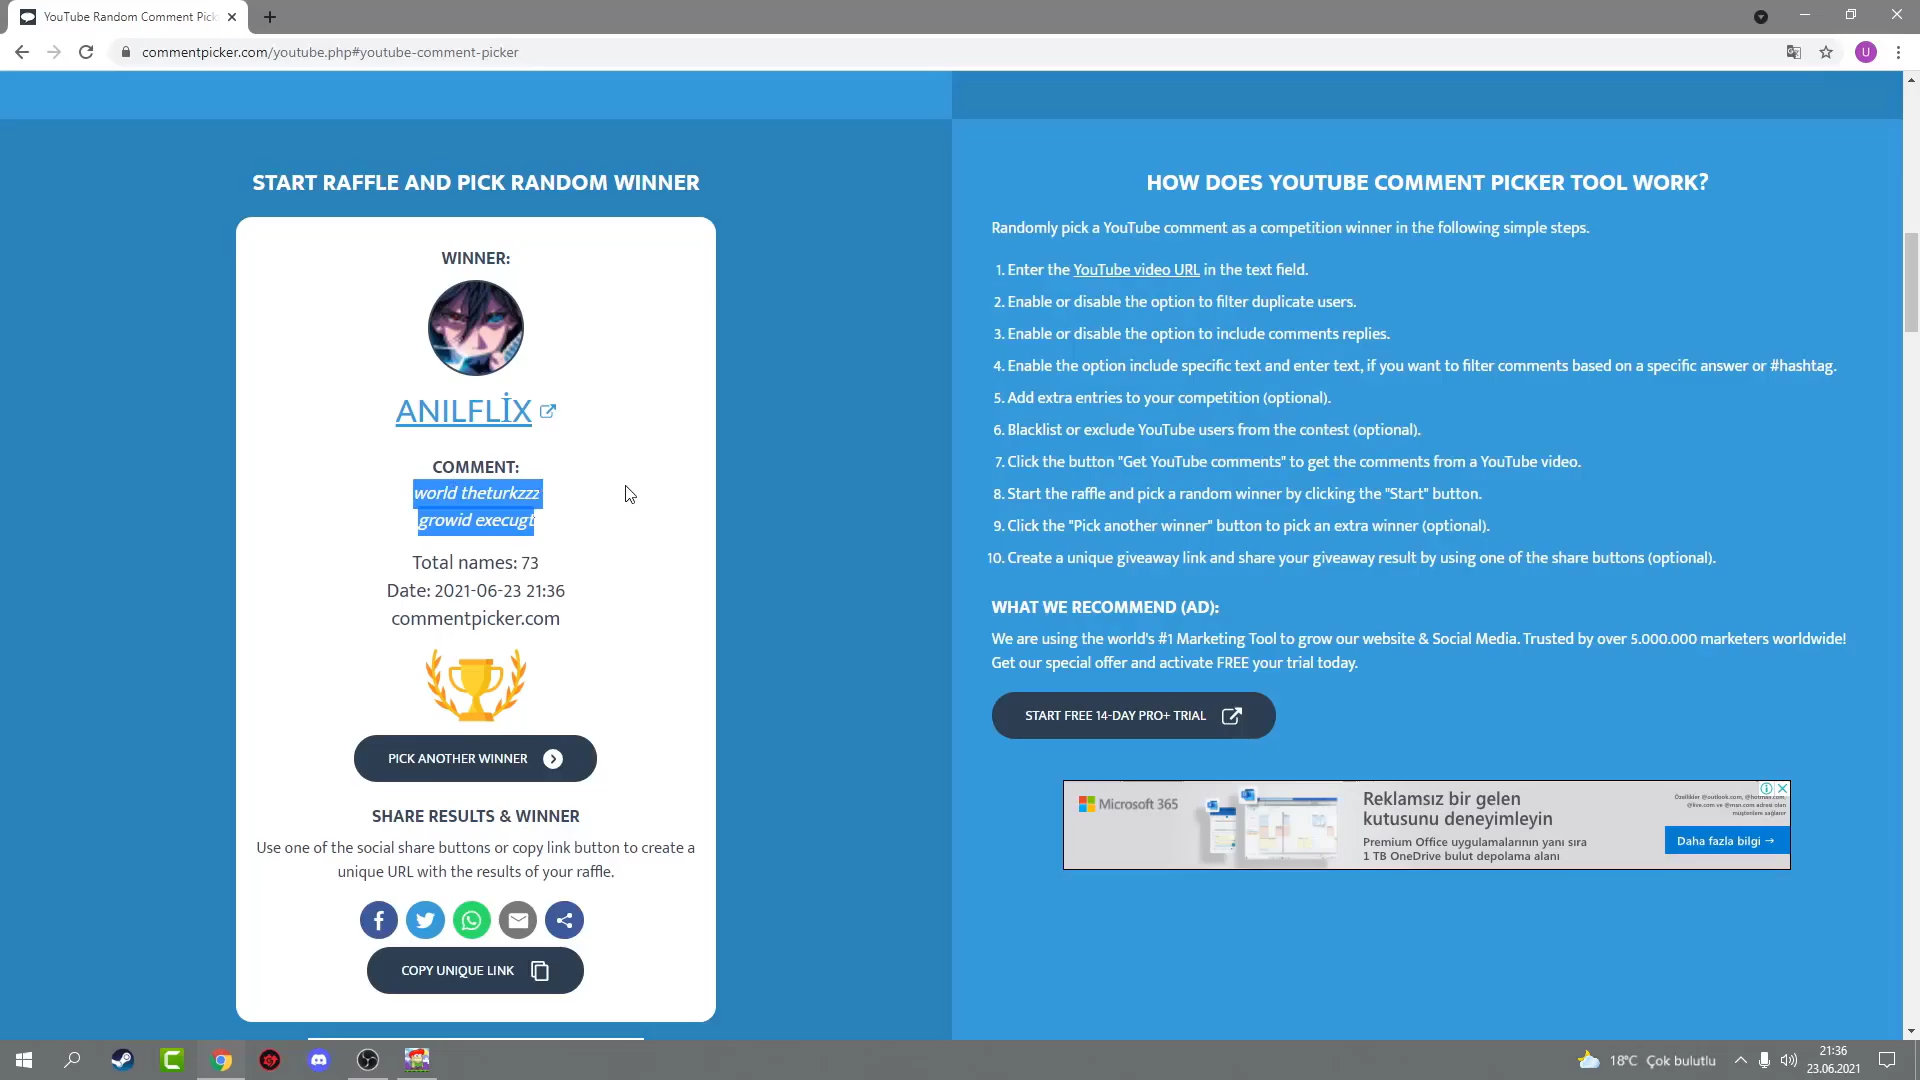 YouTube Random Comment Pick
commentpicker.com/youtube.php#youtube-comment-picker
U
START RAFFLE AND PICK RANDOM WINNER
WINNER:
ANILFLİX
COMMENT:
world theturkzzz
growid execugt
Total names: 73
Date: 2021-06-23 21:36
commentpicker.com
PICK ANOTHER WINNER
SHARE RESULTS & WINNER
Use one of the social share buttons or copy link button to create a
unique URL with the results of your raffle.
COPY UNIQUE LINK
HOW DOES YOUTUBE COMMENT PICKER TOOL WORK?
Randomly pick a YouTube comment as a competition winner in the following simple steps.
1. Enter the YouTube video URL in the text field.
2. Enable or disable the option to filter duplicate users.
3. Enable or disable the option to include comments replies.
4. Enable the option include specific text and enter text, if you want to filter comments based on a specific answer or #hashtag.
5. Add extra entries to your competition (optional).
6. Blacklist or exclude YouTube users from the contest (optional).
7. Click the button "Get YouTube comments" to get the comments from a YouTube video.
8. Start the raffle and pick a random winner by clicking the "Start" button.
9. Click the "Pick another winner" button to pick an extra winner (optional).
10. Create a unique giveaway link and share your giveaway result by using one of the share buttons (optional).
WHAT WE RECOMMEND (AD):
We are using the world's #1 Marketing Tool to grow our website & Social Media. Trusted by over 5.000.000 marketers worldwide!
Get our special offer and activate FREE your trial today.
START FREE 14-DAY PRO+ TRIAL
Microsoft 365
Reklamsız bir gelen
kutusunu deneyimleyin
Premium Office uygulamalarının yanı sıra
1 TB OneDrive bulut depolama alanı
Özellikler @outlook.com, @hotmail.com,
@live.com ve @msn.com adresi olan
müşterilere sağlanır
Daha fazla bilgi →
18°C Çok bulutlu
21:36
23.06.2021